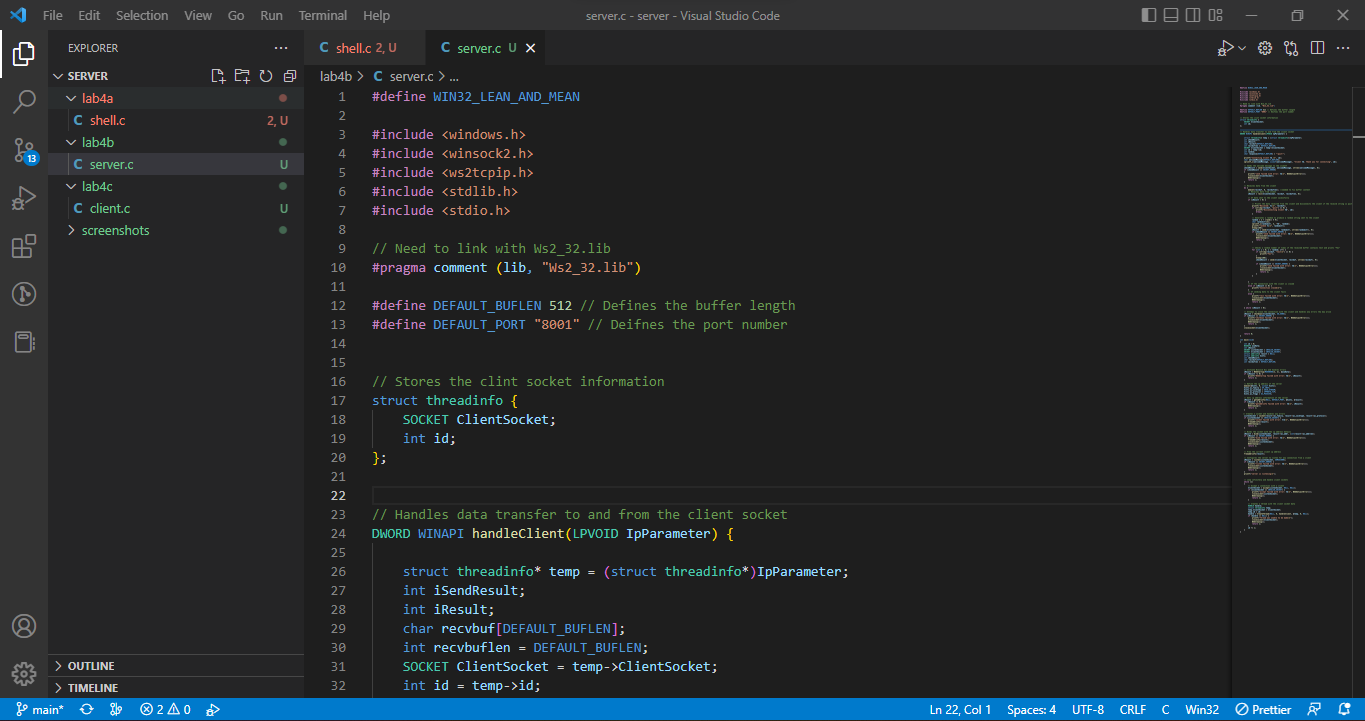 File Edit Selection View Go Run Terminal Help
server.c - server - Visual Studio Code
EXPLORER
SERVER
lab4a
shell.c 2, U
lab4b
server.c U
lab4c
client.c U
screenshots
OUTLINE
TIMELINE
13
C shell.c 2, U
C server.c U
lab4b > C server.c > ...
1 #define WIN32_LEAN_AND_MEAN
2
3 #include <windows.h>
4 #include <winsock2.h>
5 #include <ws2tcpip.h>
6 #include <stdlib.h>
7 #include <stdio.h>
8
9 // Need to link with Ws2_32.lib
10 #pragma comment (lib, "Ws2_32.lib")
11
12 #define DEFAULT_BUFLEN 512 // Defines the buffer length
13 #define DEFAULT_PORT "8001" // Deifnes the port number
14
15
16 // Stores the clint socket information
17 struct threadinfo {
18 SOCKET ClientSocket;
19 int id;
20 };
21
22
23 // Handles data transfer to and from the client socket
24 DWORD WINAPI handleClient(LPVOID IpParameter) {
25
26 struct threadinfo* temp = (struct threadinfo*)IpParameter;
27 int iSendResult;
28 int iResult;
29 char recvbuf[DEFAULT_BUFLEN];
30 int recvbuflen = DEFAULT_BUFLEN;
31 SOCKET ClientSocket = temp->ClientSocket;
32 int id = temp->id;
main* 2 0 Ln 22, Col 1 Spaces: 4 UTF-8 CRLF C Win32 Prettier